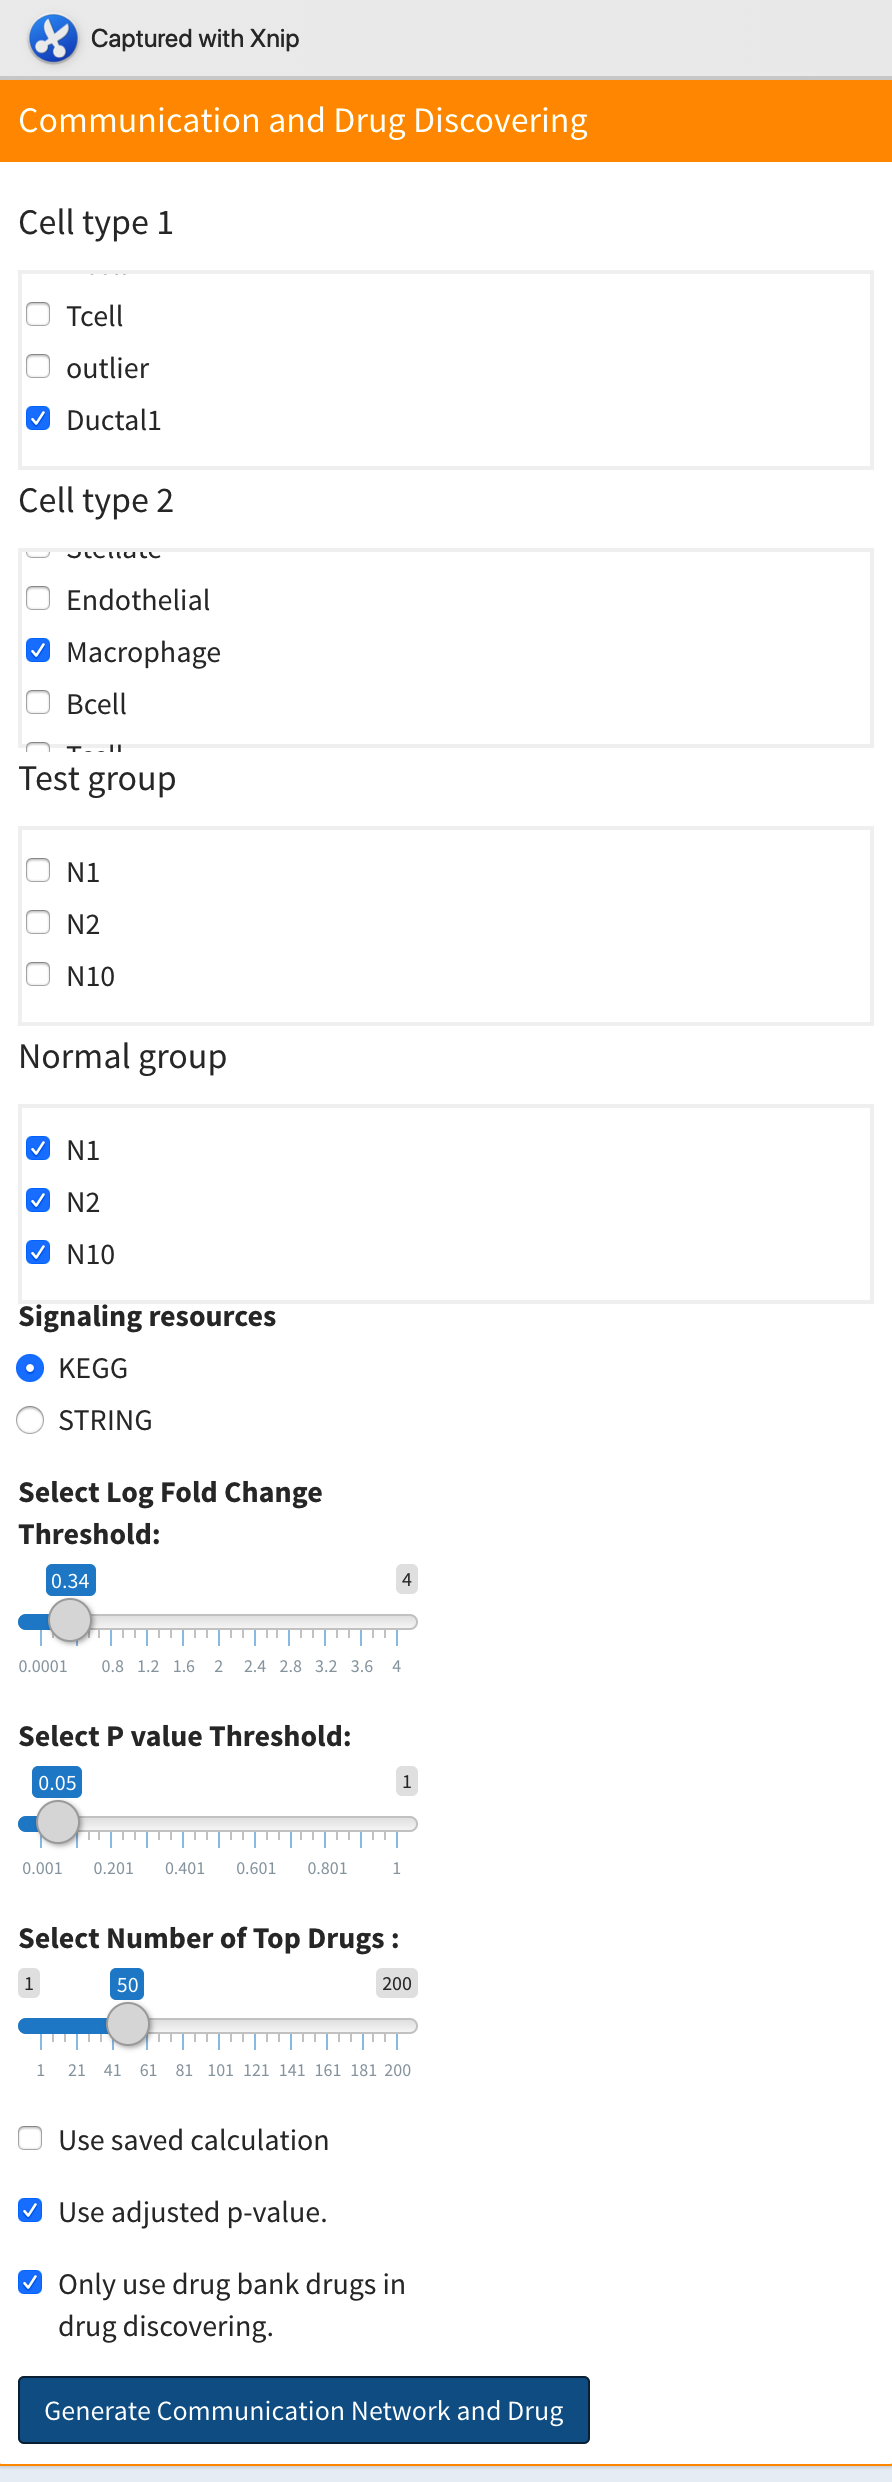 Captured with Xnip
Communication and Drug Discovering
Cell type 1
Tcell
outlier
Ductal1
Cell type 2
Stellate
Endothelial
Macrophage
Bcell
Tcell
Test group
N1
N2
N10
Normal group
N1
N2
N10
Signaling resources
KEGG
STRING
Select Log Fold Change
Threshold:
0.34 4
0.0001 0.8 1.2 1.6 2 2.4 2.8 3.2 3.6 4
Select P value Threshold:
0.05 1
0.001 0.201 0.401 0.601 0.801 1
Select Number of Top Drugs :
1 50 200
1 21 41 61 81 101 121 141 161 181 200
Use saved calculation
Use adjusted p-value.
Only use drug bank drugs in
drug discovering.
Generate Communication Network and Drug